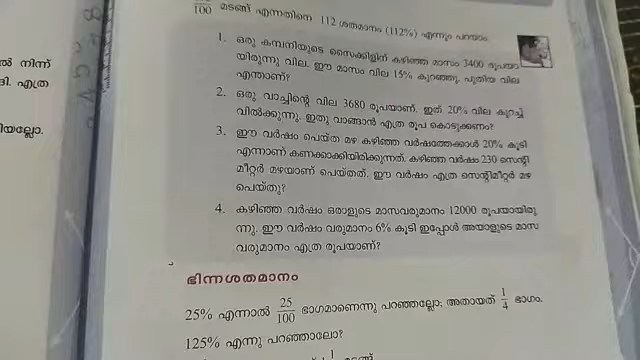 100 മടങ്ങ് എന്നതിനെ 112 ശതമാനം (112%) എന്നും പറയാം.
1. ഒരു കമ്പനിയുടെ സൈക്കിളിന് കഴിഞ്ഞ മാസം 3400 രൂപയാ
യിരുന്നു വില. ഈ മാസം വില 15% കുറഞ്ഞു. പുതിയ വില
എന്താണ്?
2. ഒരു വാച്ചിന്റെ വില 3680 രൂപയാണ്. ഇത് 20% വില കുറച്ച്
വിൽക്കുന്നു. ഇതു വാങ്ങാൻ എത്ര രൂപ കൊടുക്കണം?
3. ഈ വർഷം പെയ്ത മഴ കഴിഞ്ഞ വർഷത്തേക്കാൾ 20% കൂടി
എന്നാണ് കണക്കാക്കിയിരിക്കുന്നത്. കഴിഞ്ഞ വർഷം 230 സെന്റി
മീറ്റർ മഴയാണ് പെയ്തത്. ഈ വർഷം എത്ര സെന്റിമീറ്റർ മഴ
പെയ്തു?
4. കഴിഞ്ഞ വർഷം ഒരാളുടെ മാസവരുമാനം 12000 രൂപയായിരു
ന്നു. ഈ വർഷം വരുമാനം 6% കൂടി ഇപ്പോൾ അയാളുടെ മാസ
വരുമാനം എത്ര രൂപയാണ്?
ഭിന്നശതമാനം
25% എന്നാൽ 25/100 ഭാഗമാണെന്നു പറഞ്ഞല്ലോ; അതായത് 1/4 ഭാഗം.
125% എന്നു പറഞ്ഞാലോ?
ൽ നിന്ന്
ദി. എത്ര
ിയല്ലോ.